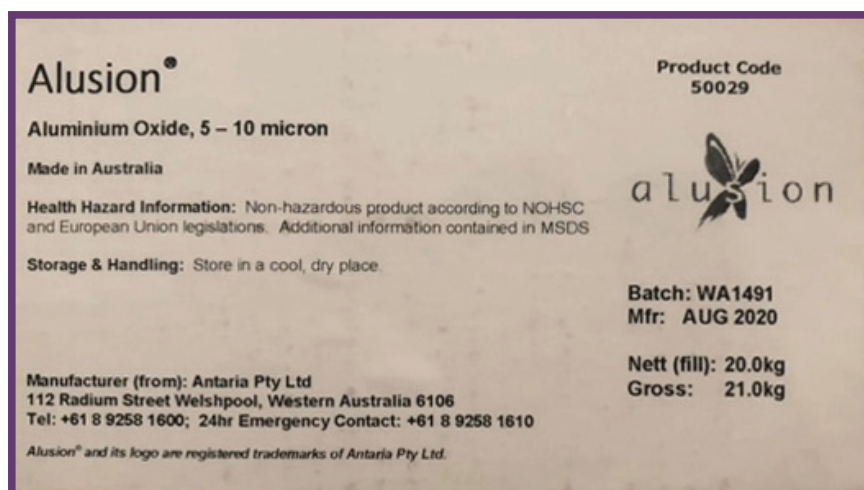 Alusion®
Aluminium Oxide, 5 – 10 micron
Made in Australia
Health Hazard Information: Non-hazardous product according to NOHSC
and European Union legislations. Additional information contained in MSDS
Storage & Handling: Store in a cool, dry place.
Manufacturer (from): Antaria Pty Ltd
112 Radium Street Welshpool, Western Australia 6106
Tel: +61 8 9258 1600; 24hr Emergency Contact: +61 8 9258 1610
Alusion® and its logo are registered trademarks of Antaria Pty Ltd.
Product Code
50029
alusion
Batch: WA1491
Mfr: AUG 2020
Nett (fill): 20.0kg
Gross: 21.0kg